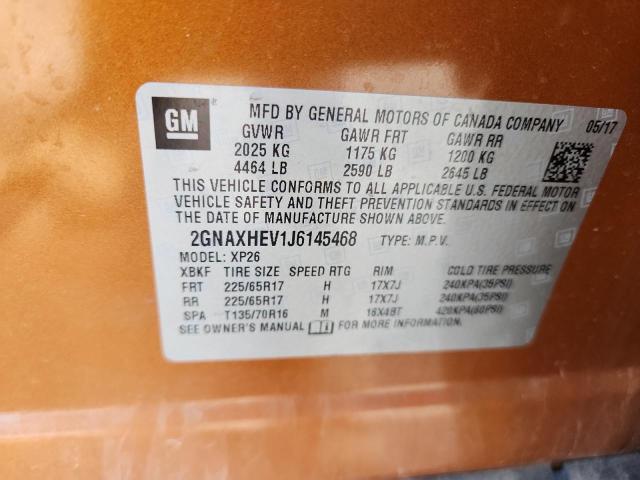 GM
MFD BY GENERAL MOTORS OF CANADA COMPANY 05/17
GVWR GAWR FRT GAWR RR
2025 KG 1175 KG 1200 KG
4464 LB 2590 LB 2645 LB
THIS VEHICLE CONFORMS TO ALL APPLICABLE U.S. FEDERAL MOTOR
VEHICLE SAFETY AND THEFT PREVENTION STANDARDS IN EFFECT ON
THE DATE OF MANUFACTURE SHOWN ABOVE.
2GNAXHEV1J6145468 TYPE: M.P.V.
MODEL: XP26
XBKF TIRE SIZE SPEED RTG RIM COLD TIRE PRESSURE
FRT 225/65R17 H 17X7J 240KPA(35PSI)
RR 225/65R17 H 17X7J 240KPA(35PSI)
SPA T135/70R16 M 16X4BT 420KPA(60PSI)
SEE OWNER'S MANUAL FOR MORE INFORMATION.